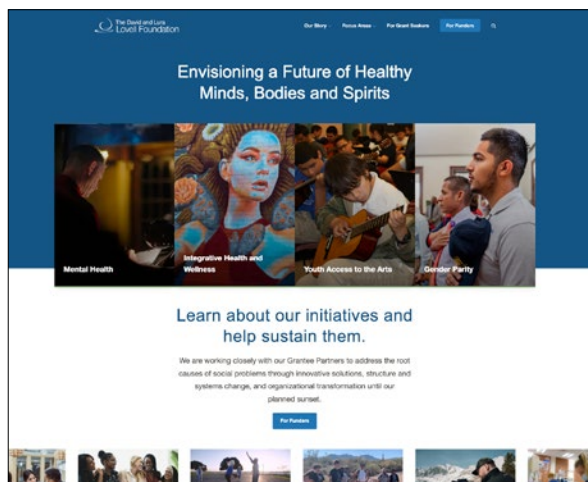 The David and Lura
Lovell Foundation
Our Story
Focus Areas
For Grant Seekers
For Funders
Envisioning a Future of Healthy
Minds, Bodies and Spirits
Mental Health
Integrative Health and
Wellness
Youth Access to the Arts
Gender Parity
Learn about our initiatives and
help sustain them.
We are working closely with our Grantee Partners to address the root
causes of social problems through innovative solutions, structure and
systems change, and organizational transformation until our
planned sunset.
For Funders